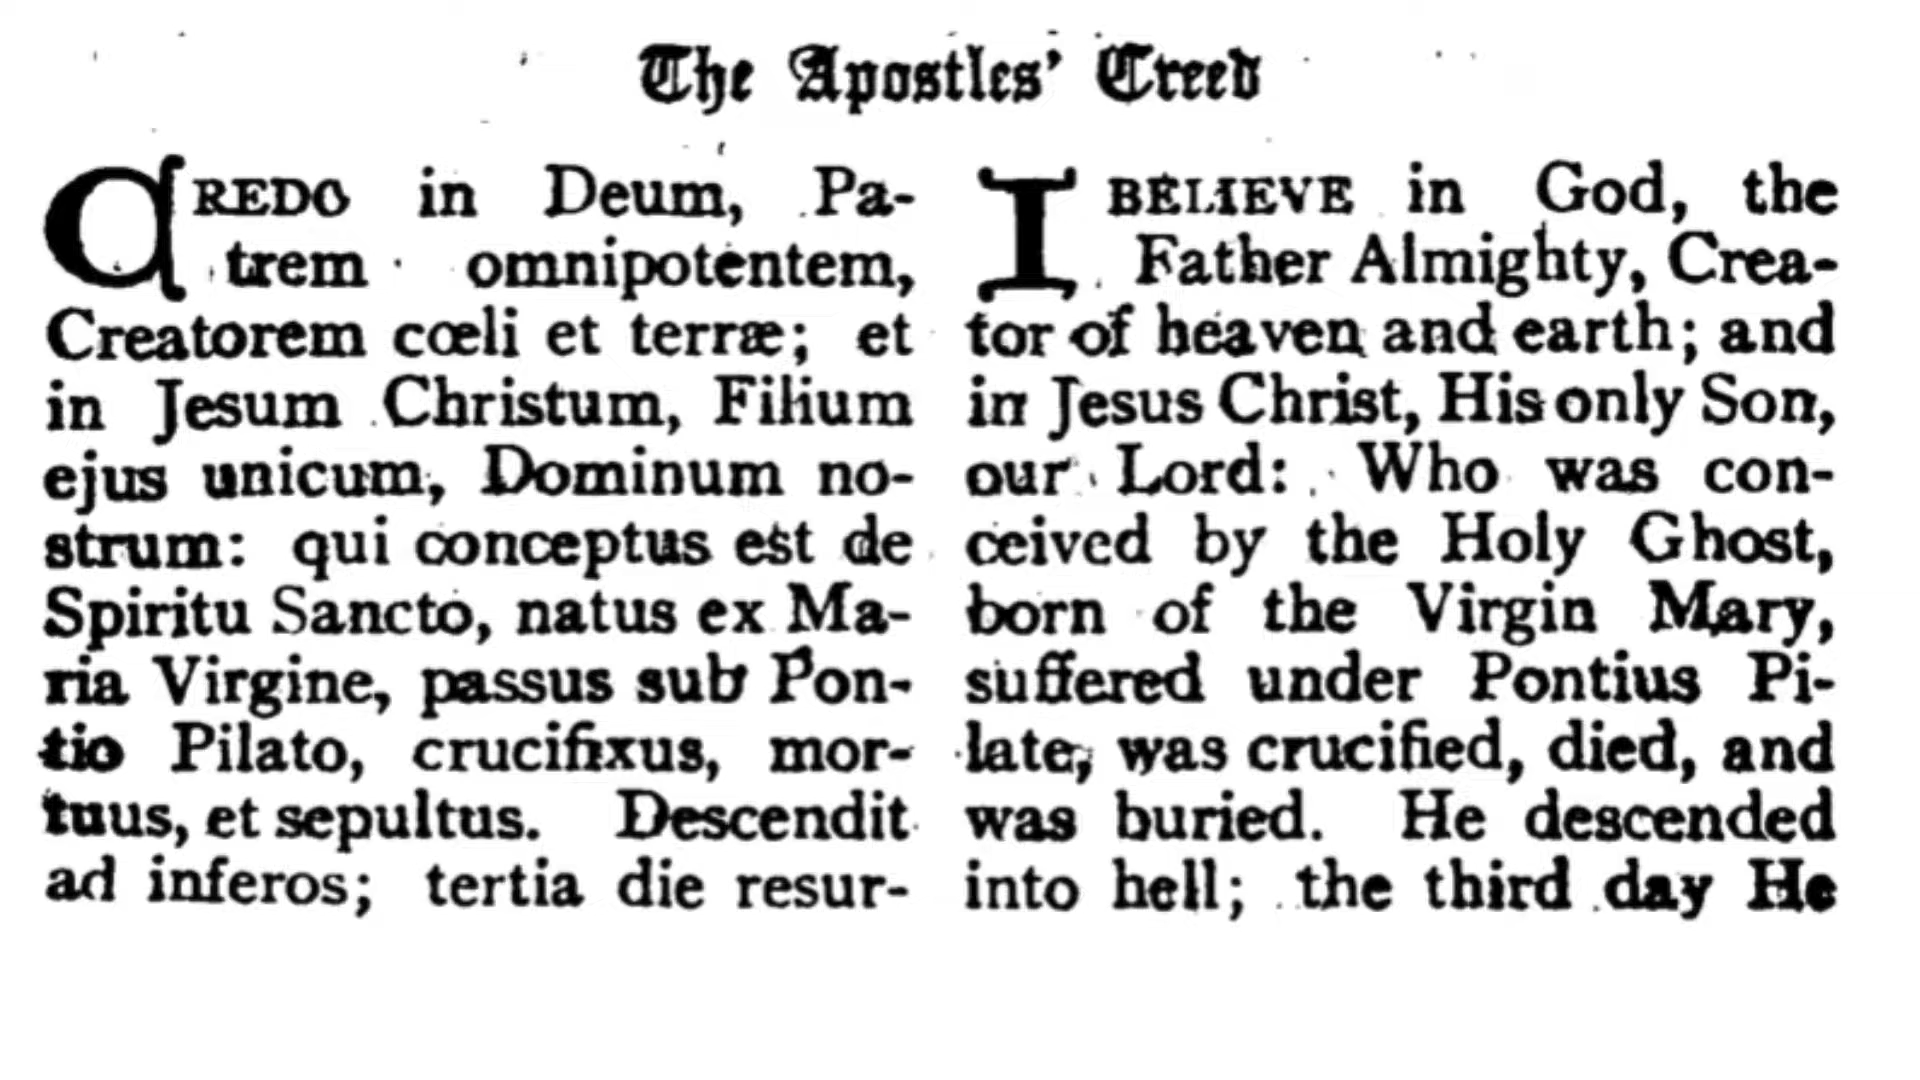 The Apostles' Creed
CREDO in Deum, Pa-
trem omnipotentem,
Creatorem cœli et terræ; et
in Jesum Christum, Filium
ejus unicum, Dominum no-
strum: qui conceptus est de
Spiritu Sancto, natus ex Ma-
ria Virgine, passus sub Pon-
tio Pilato, crucifixus, mor-
tuus, et sepultus. Descendit
ad inferos; tertia die resur-
I BELIEVE in God, the
Father Almighty, Crea-
tor of heaven and earth; and
in Jesus Christ, His only Son,
our Lord: Who was con-
ceived by the Holy Ghost,
born of the Virgin Mary,
suffered under Pontius Pi-
late, was crucified, died, and
was buried. He descended
into hell; the third day He